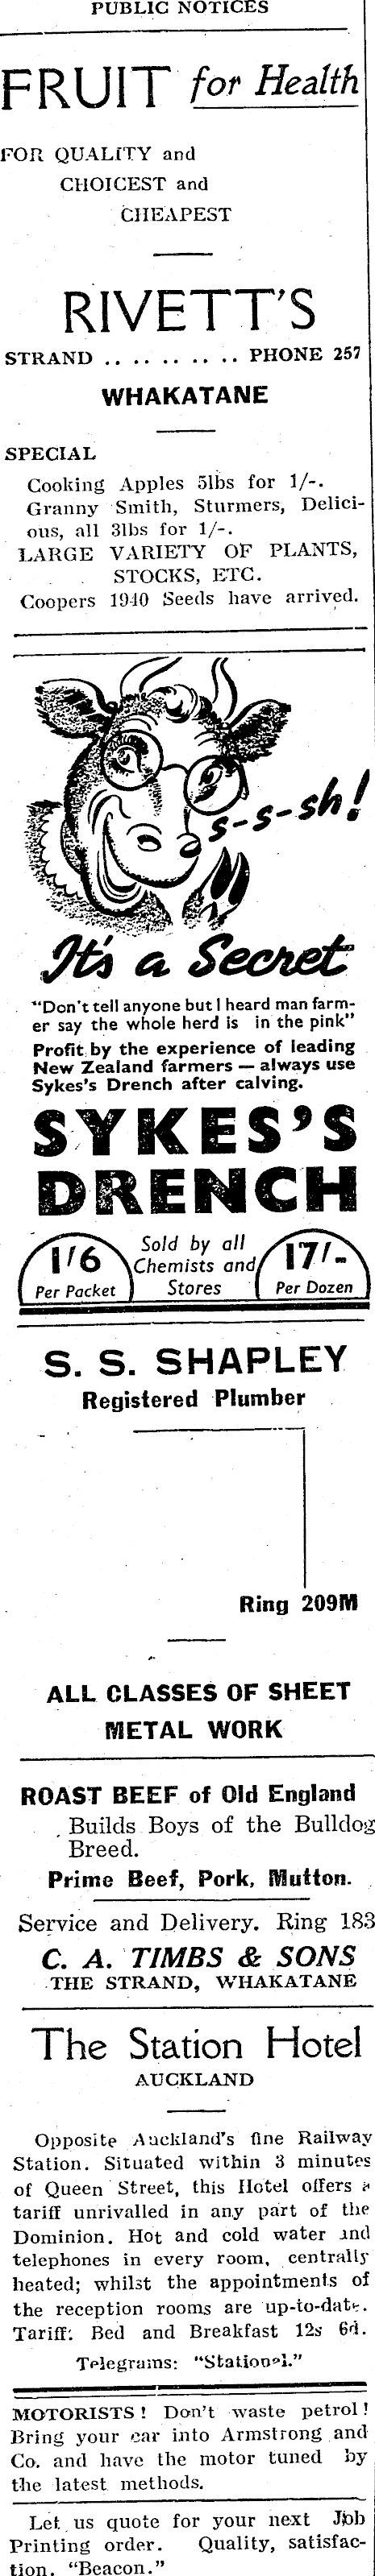 PUBLIC NOTICES
FRUIT for Health
FOR QUALITY and
CHOICEST and
CHEAPEST
RIVETT'S
STRAND .. .. .. .. .. PHONE 257
WHAKATANE
SPECIAL
Cooking Apples 5lbs for 1/-.
Granny Smith, Sturmers, Delici-
ous, all 3lbs for 1/-.
LARGE VARIETY OF PLANTS,
STOCKS, ETC.
Coopers 1940 Seeds have arrived.
s-s-sh!
It's a Secret
"Don't tell anyone but I heard man farm-
er say the whole herd is in the pink"
Profit by the experience of leading
New Zealand farmers — always use
Sykes's Drench after calving.
SYKES'S
DRENCH
1/6 Per Packet
Sold by all
Chemists and
Stores
17/- Per Dozen
S. S. SHAPLEY
Registered Plumber
Ring 209M
ALL CLASSES OF SHEET
METAL WORK
ROAST BEEF of Old England
Builds Boys of the Bulldog
Breed.
Prime Beef, Pork, Mutton.
Service and Delivery. Ring 183
C. A. TIMBS & SONS
THE STRAND, WHAKATANE
The Station Hotel
AUCKLAND
Opposite Auckland's fine Railway
Station. Situated within 3 minutes
of Queen Street, this Hotel offers a
tariff unrivalled in any part of the
Dominion. Hot and cold water and
telephones in every room, centrally
heated; whilst the appointments of
the reception rooms are up-to-date.
Tariff: Bed and Breakfast 12s 6d.
Telegrams: "Stational."
MOTORISTS! Don't waste petrol!
Bring your car into Armstrong and
Co. and have the motor tuned by
the latest methods.
Let us quote for your next Job
Printing order. Quality, satisfac-
tion. "Beacon."